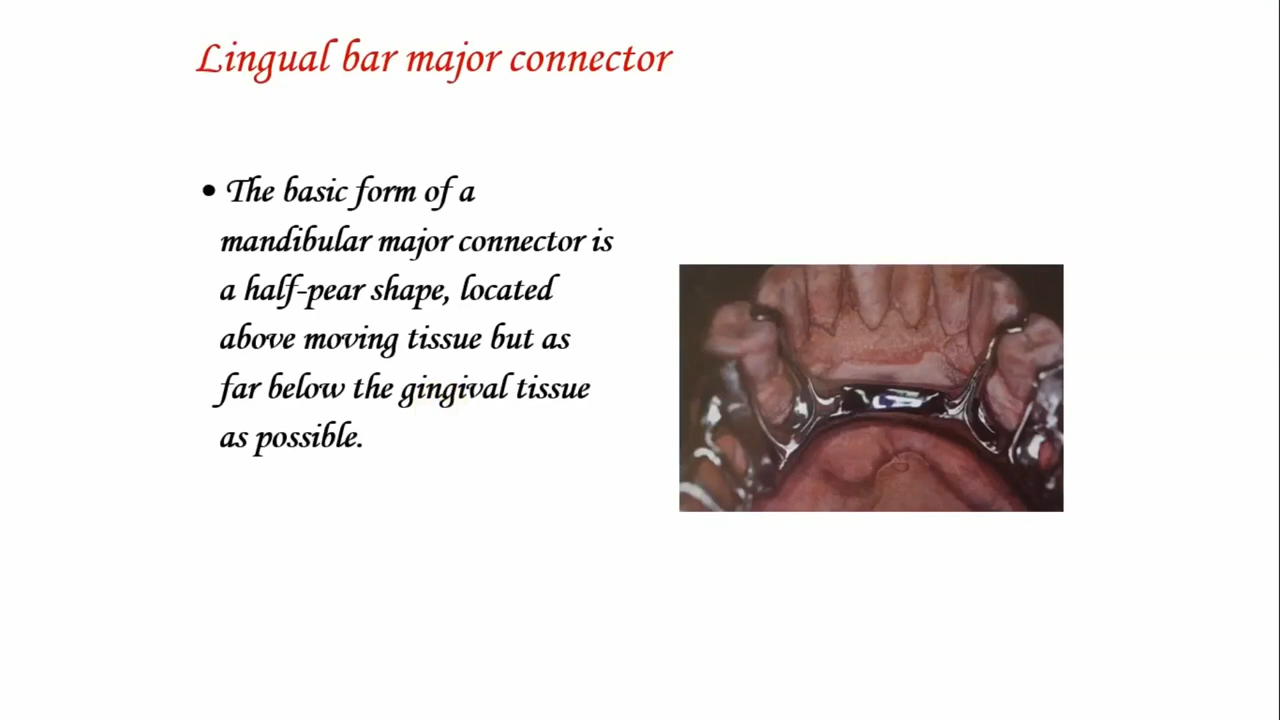 Lingual bar major connector
• The basic form of a
mandibular major connector is
a half-pear shape, located
above moving tissue but as
far below the gingival tissue
as possible.